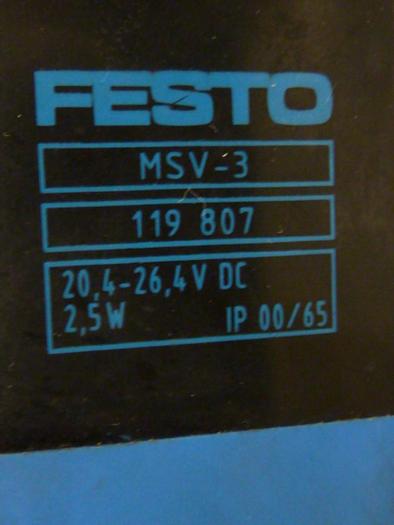 FESTO
MSV-3
119 807
20,4-26,4V DC
2,5W IP 00/65